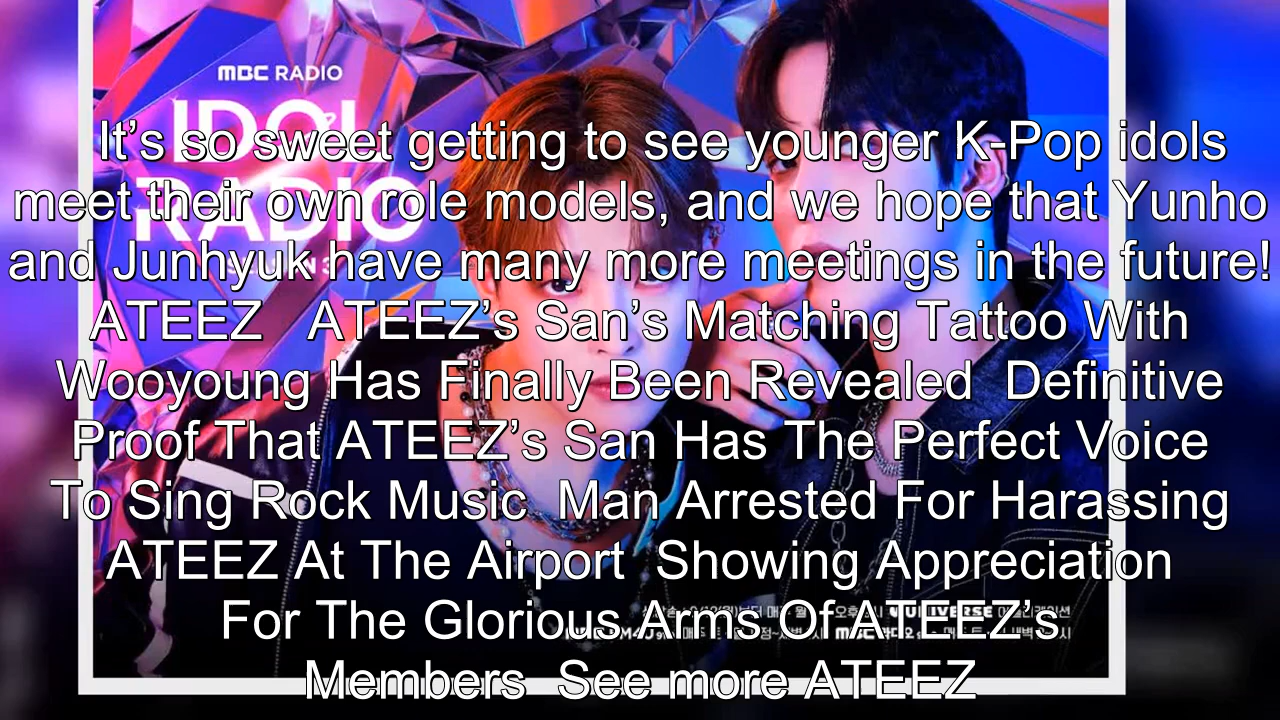 MBC RADIO
IDOL
RADIO
It’s so sweet getting to see younger K-Pop idols
meet their own role models, and we hope that Yunho
and Junhyuk have many more meetings in the future!
ATEEZ ATEEZ’s San’s Matching Tattoo With
Wooyoung Has Finally Been Revealed Definitive
Proof That ATEEZ’s San Has The Perfect Voice
To Sing Rock Music Man Arrested For Harassing
ATEEZ At The Airport Showing Appreciation
For The Glorious Arms Of ATEEZ’s
Members See more ATEEZ